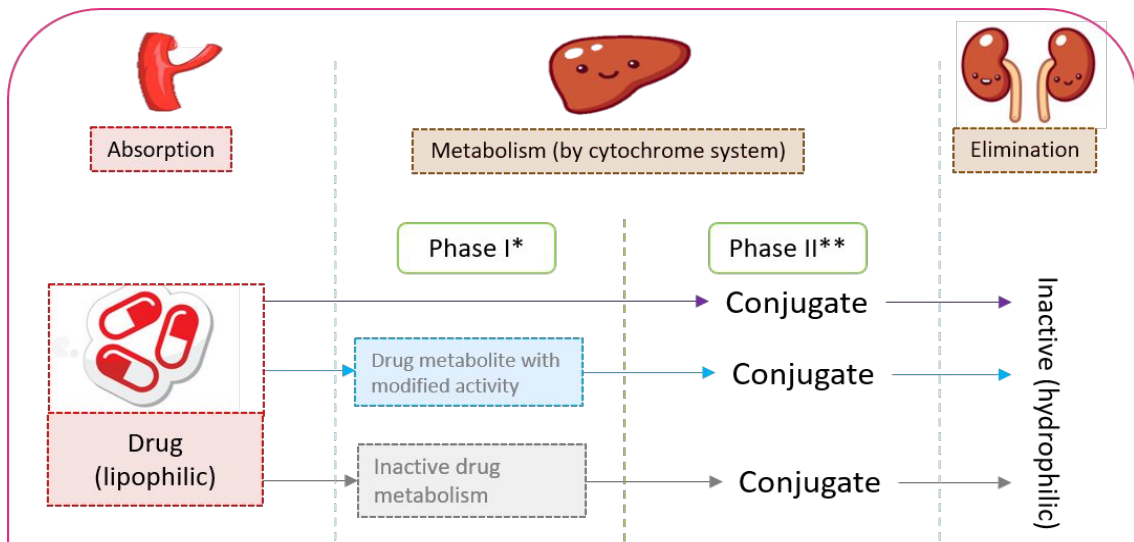 Absorption
Metabolism (by cytochrome system)
Elimination
Phase I*
Phase II**
Conjugate
Drug metabolite with
modified activity
Conjugate
Drug
(lipophilic)
Inactive drug
metabolism
Conjugate
Inactive (hydrophilic)